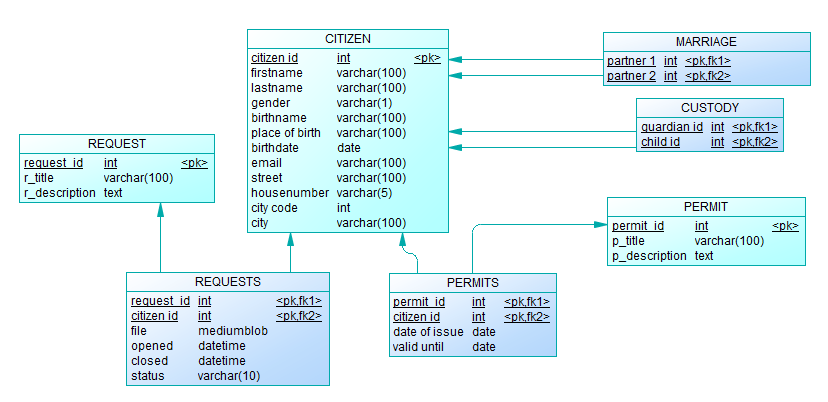 CITIZEN
citizen id int <pk>
firstname varchar(100)
lastname varchar(100)
gender varchar(1)
birthname varchar(100)
place of birth varchar(100)
birthdate date
email varchar(100)
street varchar(100)
housenumber varchar(5)
city code int
city varchar(100)
MARRIAGE
partner 1 int <pk,fk1>
partner 2 int <pk,fk2>
CUSTODY
guardian id int <pk,fk1>
child id int <pk,fk2>
REQUEST
request_id int <pk>
r_title varchar(100)
r_description text
PERMIT
permit_id int <pk>
p_title varchar(100)
p_description text
REQUESTS
request_id int <pk,fk1>
citizen id int <pk,fk2>
file mediumblob
opened datetime
closed datetime
status varchar(10)
PERMITS
permit_id int <pk,fk1>
citizen id int <pk,fk2>
date of issue date
valid until date